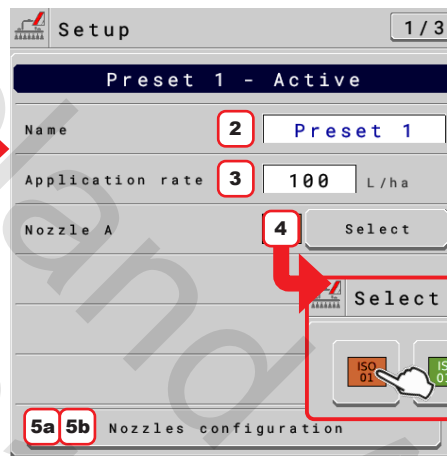 Setup 1/3
Preset 1 - Active
Name 2 Preset 1
Application rate 3 100 L/ha
Nozzle A 4 Select
Select
ISO 01
5a 5b Nozzles configuration